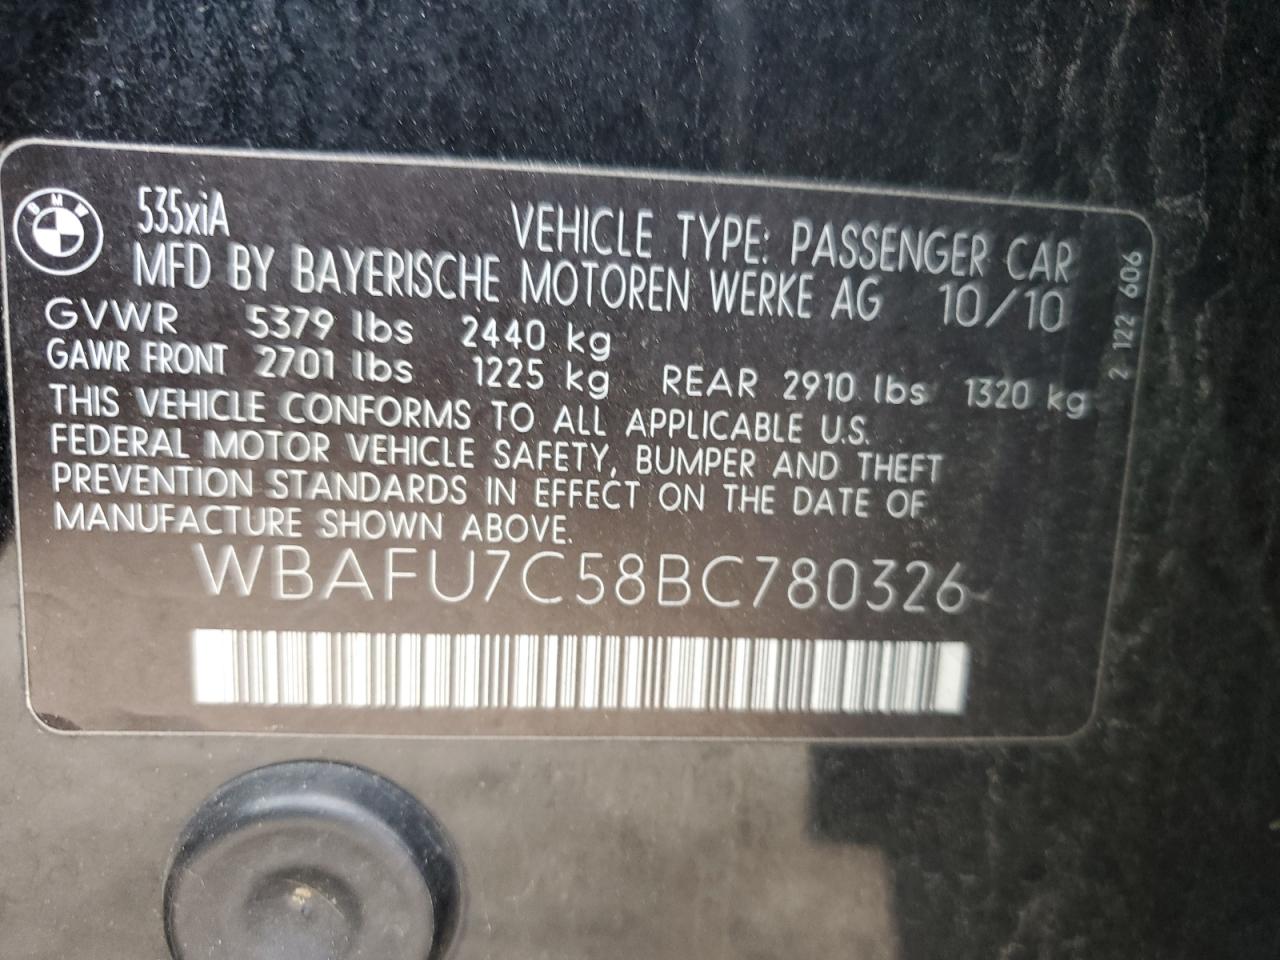 BMW
535xiA
VEHICLE TYPE: PASSENGER CAR
MFD BY BAYERISCHE MOTOREN WERKE AG 10/10
GVWR 5379 lbs 2440 kg
GAWR FRONT 2701 lbs 1225 kg REAR 2910 lbs 1320 kg
THIS VEHICLE CONFORMS TO ALL APPLICABLE U.S.
FEDERAL MOTOR VEHICLE SAFETY, BUMPER AND THEFT
PREVENTION STANDARDS IN EFFECT ON THE DATE OF
MANUFACTURE SHOWN ABOVE.
WBAFU7C58BC780326
2 122 606